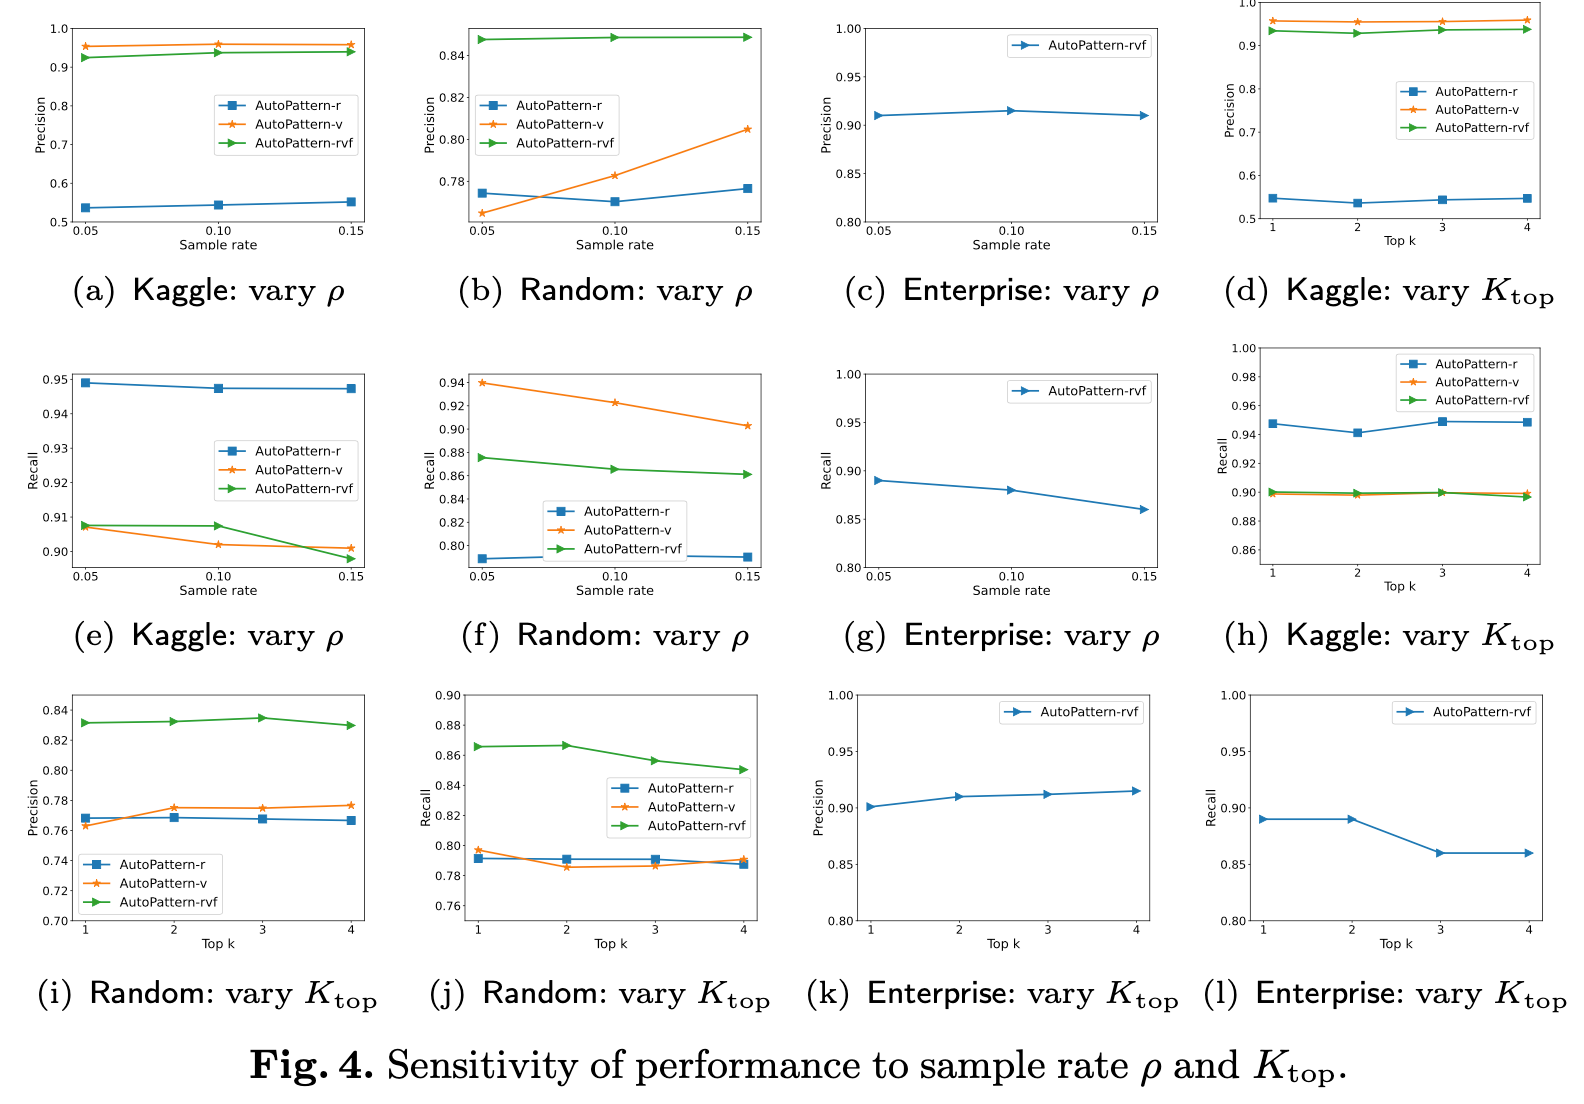 1.0
0.9
0.8
0.7
0.6
0.5
Precision
AutoPattern-r
AutoPattern-v
AutoPattern-rvf
0.05 0.10 0.15
Sample rate
(a) Kaggle: vary ρ
0.84
0.82
0.80
0.78
Precision
AutoPattern-r
AutoPattern-v
AutoPattern-rvf
0.05 0.10 0.15
Sample rate
(b) Random: vary ρ
1.00
0.95
0.90
0.85
0.80
Precision
AutoPattern-rvf
0.05 0.10 0.15
Sample rate
(c) Enterprise: vary ρ
1.0
0.9
0.8
0.7
0.6
0.5
Precision
AutoPattern-r
AutoPattern-v
AutoPattern-rvf
1 2 3 4
Top k
(d) Kaggle: vary Ktop
0.95
0.94
0.93
0.92
0.91
0.90
Recall
AutoPattern-r
AutoPattern-v
AutoPattern-rvf
0.05 0.10 0.15
Sample rate
(e) Kaggle: vary ρ
0.94
0.92
0.90
0.88
0.86
0.84
0.82
0.80
Recall
AutoPattern-r
AutoPattern-v
AutoPattern-rvf
0.05 0.10 0.15
Sample rate
(f) Random: vary ρ
1.00
0.95
0.90
0.85
0.80
Recall
AutoPattern-rvf
0.05 0.10 0.15
Sample rate
(g) Enterprise: vary ρ
1.00
0.98
0.96
0.94
0.92
0.90
0.88
0.86
Recall
AutoPattern-r
AutoPattern-v
AutoPattern-rvf
1 2 3 4
Top k
(h) Kaggle: vary Ktop
0.84
0.82
0.80
0.78
0.76
0.74
0.72
0.70
Precision
AutoPattern-r
AutoPattern-v
AutoPattern-rvf
1 2 3 4
Top k
(i) Random: vary Ktop
0.90
0.88
0.86
0.84
0.82
0.80
0.78
0.76
Recall
AutoPattern-r
AutoPattern-v
AutoPattern-rvf
1 2 3 4
Top k
(j) Random: vary Ktop
1.00
0.95
0.90
0.85
0.80
Precision
AutoPattern-rvf
1 2 3 4
Top k
(k) Enterprise: vary Ktop
1.00
0.95
0.90
0.85
0.80
Recall
AutoPattern-rvf
1 2 3 4
Top k
(l) Enterprise: vary Ktop
Fig. 4. Sensitivity of performance to sample rate ρ and Ktop.